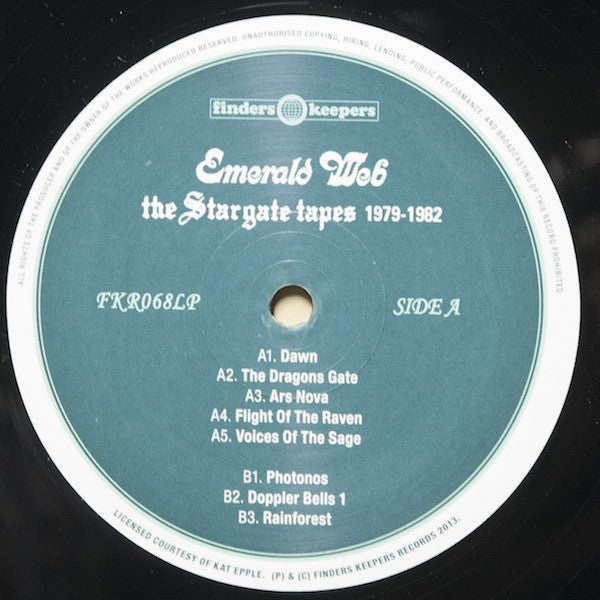 ALL RIGHTS OF THE PRODUCER AND OF THE OWNER OF THE WORKS REPRODUCED RESERVED. UNAUTHORISED COPYING, HIRING, LENDING, PUBLIC PERFORMANCE, AND BROADCASTING OF THIS RECORD PROHIBITED
finders keepers
Emerald Web
the Stargate tapes 1979-1982
FKR068LP
SIDE A
A1. Dawn
A2. The Dragons Gate
A3. Ars Nova
A4. Flight Of The Raven
A5. Voices Of The Sage
B1. Photonos
B2. Doppler Bells 1
B3. Rainforest
LICENSED COURTESY OF KAT EPPLE. (P) & (C) FINDERS KEEPERS RECORDS 2013.